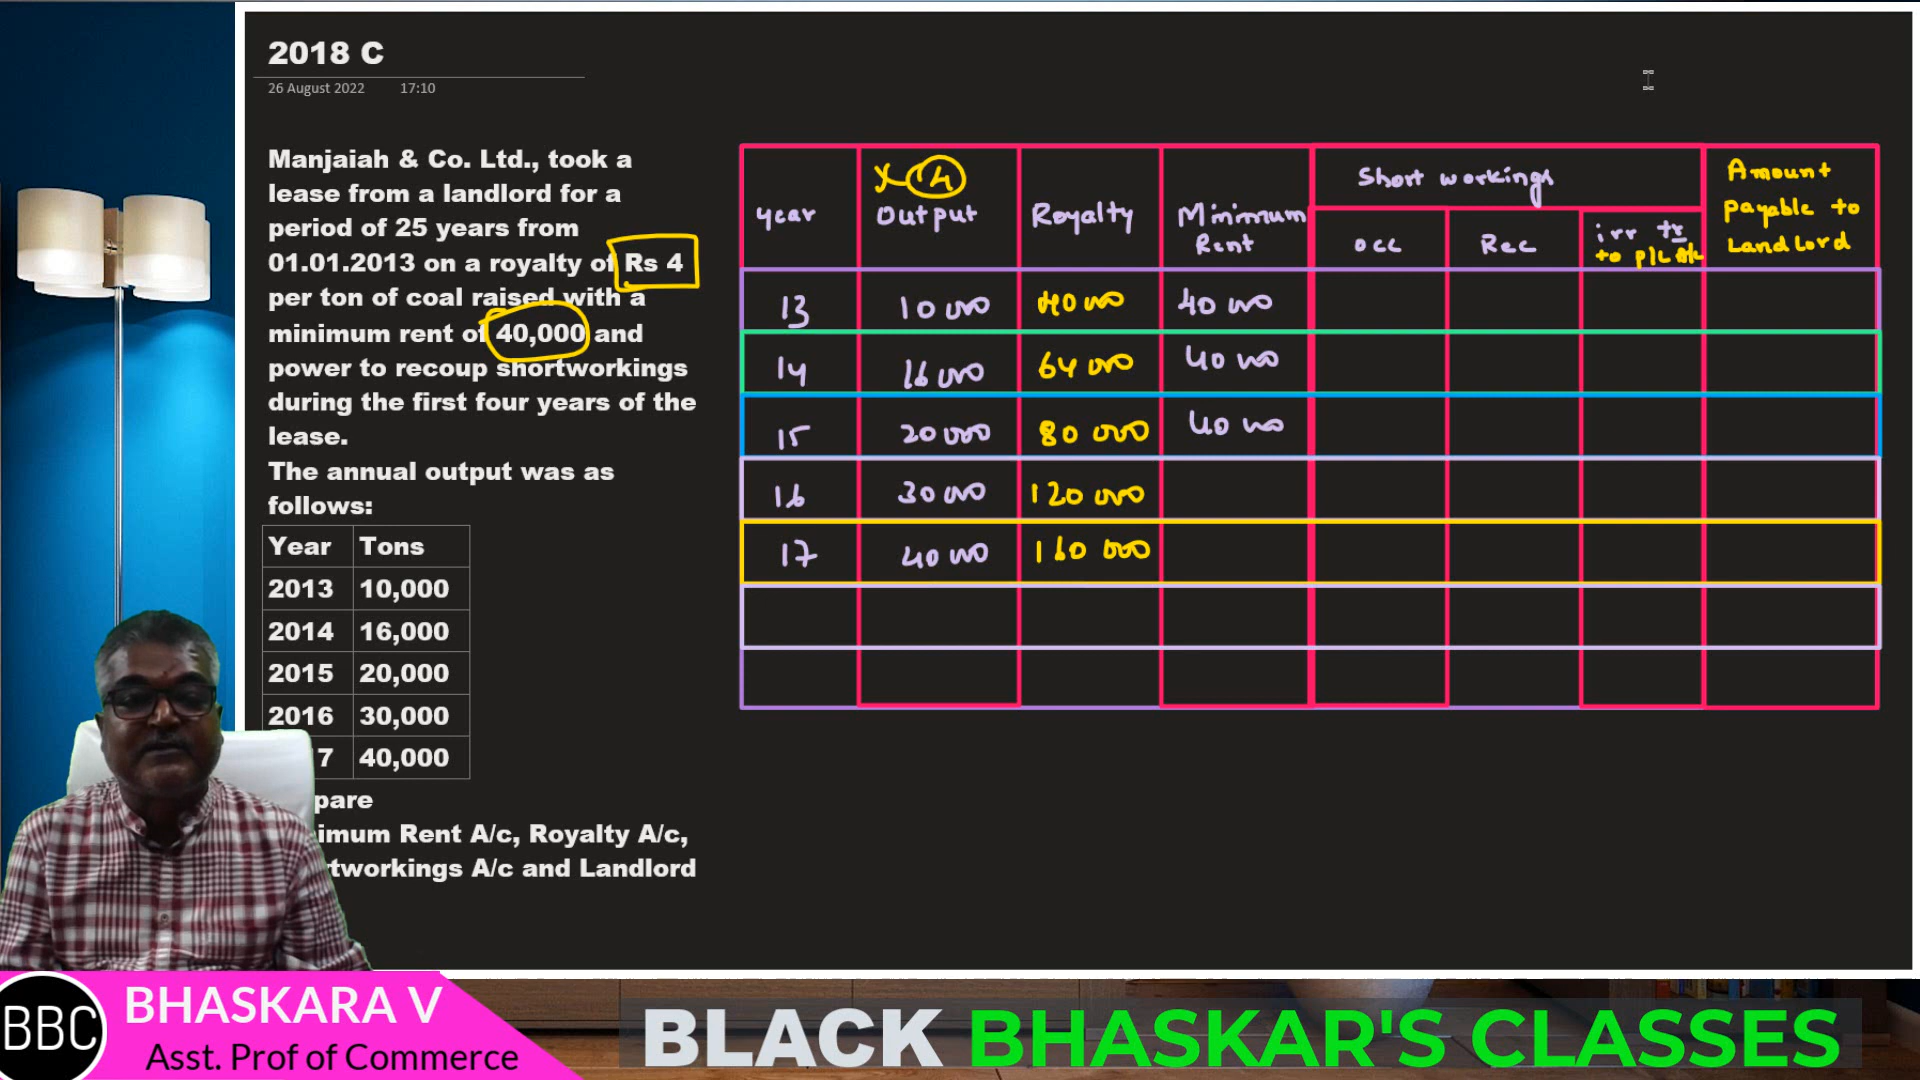 2018 C
26 August 2022 17:10
Manjaiah & Co. Ltd., took a
lease from a landlord for a
period of 25 years from
01.01.2013 on a royalty of Rs 4
per ton of coal raised with a
minimum rent of 40,000 and
power to recoup shortworkings
during the first four years of the
lease.
The annual output was as
follows:
Year Tons
2013 10,000
2014 16,000
2015 20,000
2016 30,000
7 40,000
pare
imum Rent A/c, Royalty A/c,
tworkings A/c and Landlord
year
x 4
Output
Royalty
Minimum
Rent
Short workings
occ
Rec
irr tr
to P/L A/c
Amount
payable to
Landlord
13 10 000 40 000 40 000
14 16 000 64 000 40 000
15 20 000 80 000 40 000
16 30 000 120 000
17 40 000 160 000
BBC
BHASKARA V
Asst. Prof of Commerce
BLACK BHASKAR'S CLASSES